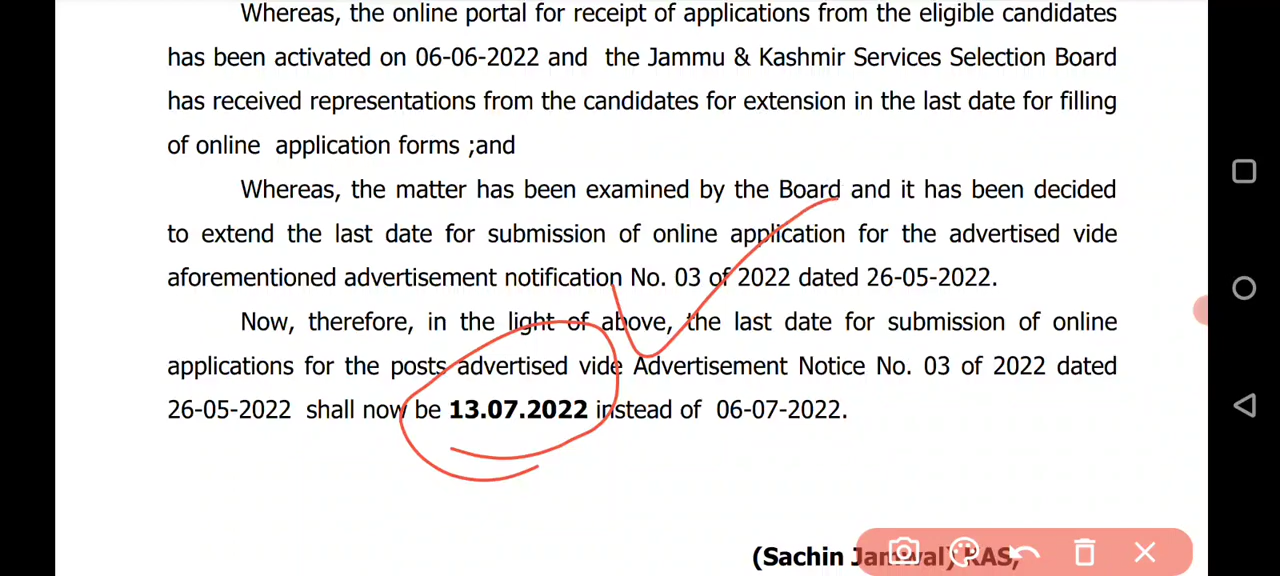 Whereas, the online portal for receipt of applications from the eligible candidates
has been activated on 06-06-2022 and the Jammu & Kashmir Services Selection Board
has received representations from the candidates for extension in the last date for filling
of online application forms ;and
Whereas, the matter has been examined by the Board and it has been decided
to extend the last date for submission of online application for the advertised vide
aforementioned advertisement notification No. 03 of 2022 dated 26-05-2022.
Now, therefore, in the light of above, the last date for submission of online
applications for the posts advertised vide Advertisement Notice No. 03 of 2022 dated
26-05-2022 shall now be 13.07.2022 instead of 06-07-2022.
(Sachin Jamwal) KAS,